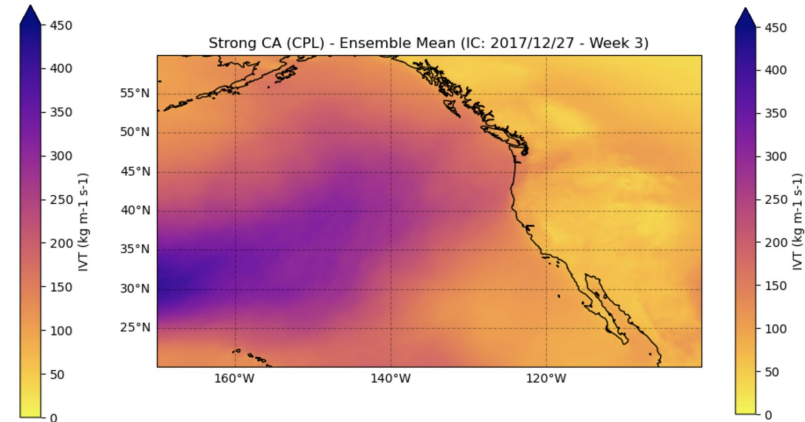 Strong CA (CPL) - Ensemble Mean (IC: 2017/12/27 - Week 3)
450
400
350
300
250
200
150
100
50
0
IVT (kg m-1 s-1)
55°N
50°N
45°N
40°N
35°N
30°N
25°N
160°W
140°W
120°W
450
400
350
300
250
200
150
100
50
0
IVT (kg m-1 s-1)